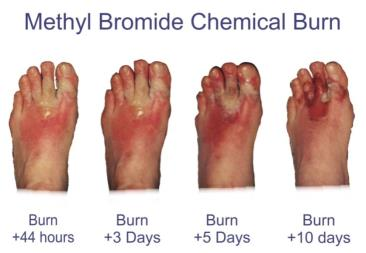 Methyl Bromide Chemical Burn
Burn
+44 hours
Burn
+3 Days
Burn
+5 Days
Burn
+10 days